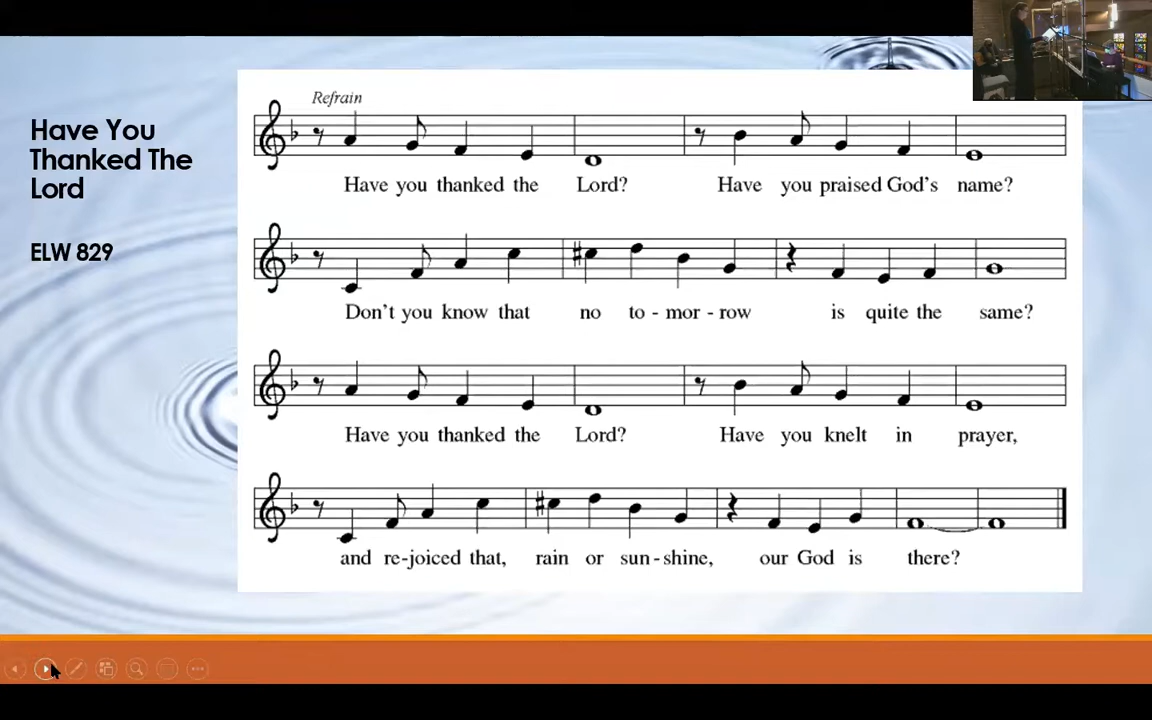 Have You
Thanked The
Lord
ELW 829
Refrain
Have you thanked the Lord? Have you praised God's name?
Don't you know that no to - mor - row is quite the same?
Have you thanked the Lord? Have you knelt in prayer,
and re-joiced that, rain or sun-shine, our God is there?